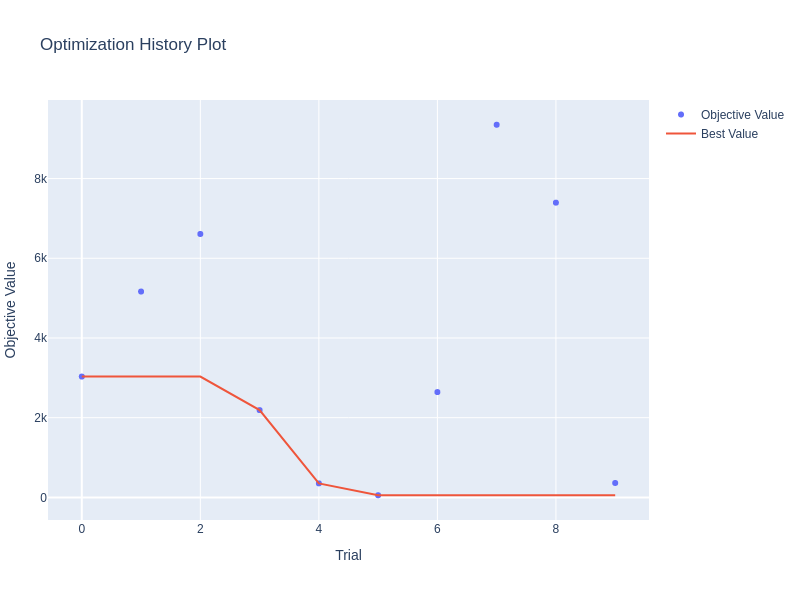 Optimization History Plot
Objective Value
Best Value
8k
6k
4k
2k
0
Objective Value
0
2
4
6
8
Trial